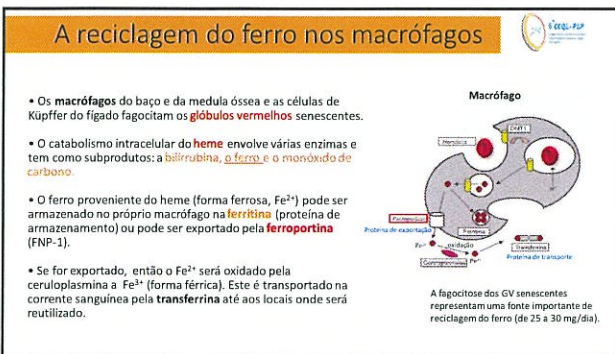 A reciclagem do ferro nos macrófagos
• Os macrófagos do baço e da medula óssea e as células de
Küpffer do fígado fagocitam os glóbulos vermelhos senescentes.
• O catabolismo intracelular do heme envolve várias enzimas e
tem como subprodutos: a bilirrubina, o ferro e o monóxido de
carbono.
• O ferro proveniente do heme (forma ferrosa, Fe²⁺) pode ser
armazenado no próprio macrófago na ferritina (proteína de
armazenamento) ou pode ser exportado pela ferroportina
(FNP-1).
• Se for exportado, então o Fe²⁺ será oxidado pela
ceruloplasmina a Fe³⁺ (forma férrica). Este é transportado na
corrente sanguínea pela transferrina até aos locais onde será
reutilizado.
Macrófago
DMT1
Ferroportina
Proteína de exportação
Ferritina
oxidação
Transferrina
Proteína de transporte
Ceruloplasmina
A fagocitose dos GV senescentes
representam uma fonte importante de
reciclagem do ferro (de 25 a 30 mg/dia).